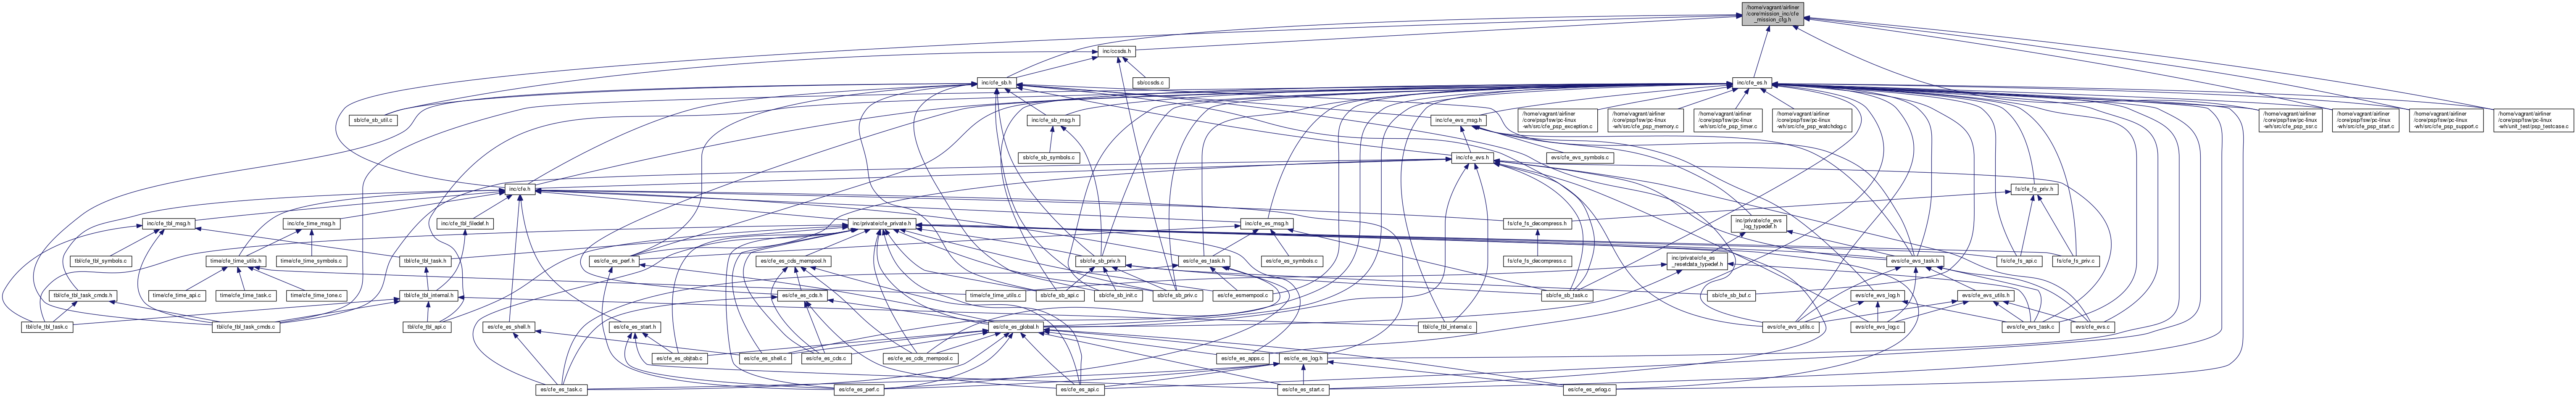 /home/vagrant/airliner
/core/mission_inc/cfe
_mission_cfg.h
inc/ccsds.h
inc/cfe_sb.h
sb/ccsds.c
inc/cfe_es.h
sb/cfe_sb_util.c
inc/cfe_sb_msg.h
inc/cfe_evs_msg.h
/home/vagrant/airliner
/core/psp/fsw/pc-linux
-wh/src/cfe_psp_exception.c
/home/vagrant/airliner
/core/psp/fsw/pc-linux
-wh/src/cfe_psp_memory.c
/home/vagrant/airliner
/core/psp/fsw/pc-linux
-wh/src/cfe_psp_timer.c
/home/vagrant/airliner
/core/psp/fsw/pc-linux
-wh/src/cfe_psp_watchdog.c
/home/vagrant/airliner
/core/psp/fsw/pc-linux
-wh/src/cfe_psp_ssr.c
/home/vagrant/airliner
/core/psp/fsw/pc-linux
-wh/src/cfe_psp_start.c
/home/vagrant/airliner
/core/psp/fsw/pc-linux
-wh/src/cfe_psp_support.c
/home/vagrant/airliner
/core/psp/fsw/pc-linux
-wh/unit_test/psp_testcase.c
sb/cfe_sb_symbols.c
inc/cfe_evs.h
evs/cfe_evs_symbols.c
inc/cfe.h
fs/cfe_fs_priv.h
inc/cfe_tbl_msg.h
inc/cfe_time_msg.h
inc/cfe_tbl_filedef.h
inc/private/cfe_private.h
inc/cfe_es_msg.h
fs/cfe_fs_decompress.h
inc/private/cfe_evs
_log_typedef.h
tbl/cfe_tbl_symbols.c
time/cfe_time_utils.h
time/cfe_time_symbols.c
tbl/cfe_tbl_task.h
es/cfe_es_perf.h
es/cfe_es_cds_mempool.h
sb/cfe_sb_priv.h
es/cfe_es_task.h
es/cfe_es_symbols.c
fs/cfe_fs_decompress.c
inc/private/cfe_es
_resetdata_typedef.h
evs/cfe_evs_task.h
fs/cfe_fs_api.c
fs/cfe_fs_priv.c
tbl/cfe_tbl_task_cmds.h
time/cfe_time_api.c
time/cfe_time_task.c
time/cfe_time_tone.c
tbl/cfe_tbl_internal.h
es/cfe_es_cds.h
time/cfe_time_utils.c
sb/cfe_sb_api.c
sb/cfe_sb_init.c
sb/cfe_sb_priv.c
es/cfe_esmempool.c
sb/cfe_sb_task.c
sb/cfe_sb_buf.c
evs/cfe_evs_log.h
evs/cfe_evs_utils.h
tbl/cfe_tbl_task.c
tbl/cfe_tbl_task_cmds.c
tbl/cfe_tbl_api.c
es/cfe_es_shell.h
es/cfe_es_start.h
es/cfe_es_global.h
tbl/cfe_tbl_internal.c
evs/cfe_evs_utils.c
evs/cfe_evs_log.c
evs/cfe_evs_task.c
evs/cfe_evs.c
es/cfe_es_objtab.c
es/cfe_es_shell.c
es/cfe_es_cds.c
es/cfe_es_cds_mempool.c
es/cfe_es_apps.c
es/cfe_es_log.h
es/cfe_es_task.c
es/cfe_es_perf.c
es/cfe_es_api.c
es/cfe_es_start.c
es/cfe_es_erlog.c